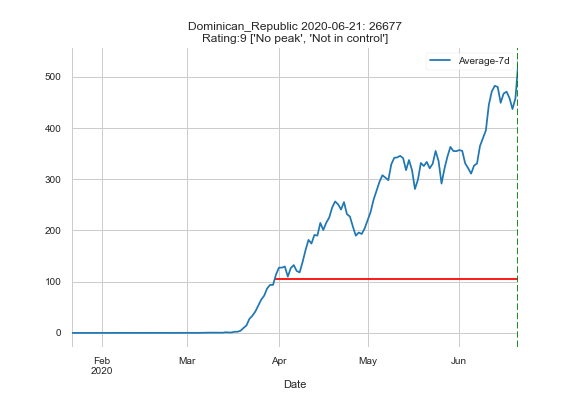 Dominican_Republic 2020-06-21: 26677
Rating:9 ['No peak', 'Not in control']
Average-7d
500
400
300
200
100
0
Feb
2020
Mar
Apr
May
Jun
Date